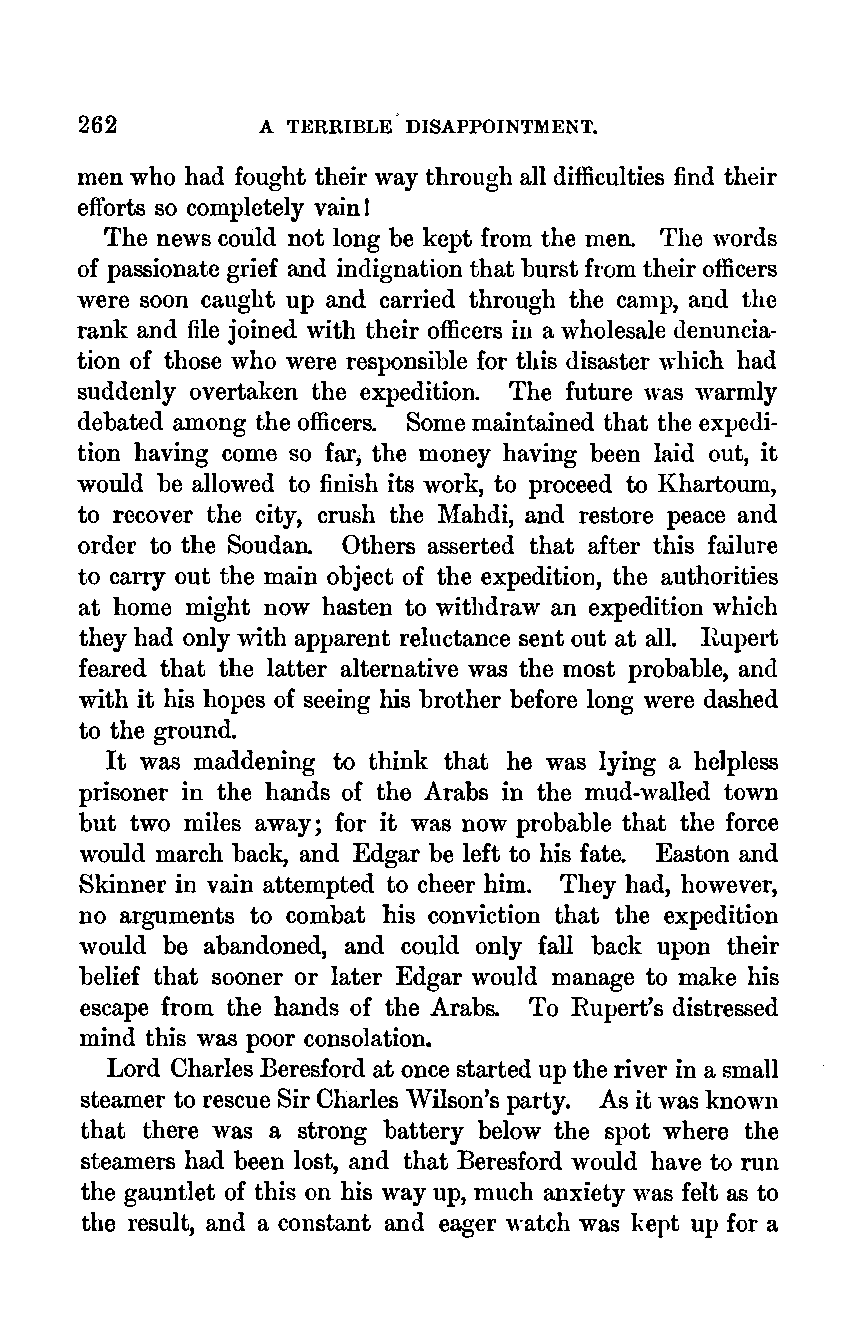 262 A TERRIBLE DISAPPOINTMENT.
men who had fought their way through all difficulties find their
efforts so completely vain!
The news could not long be kept from the men. The words
of passionate grief and indignation that burst from their officers
were soon caught up and carried through the camp, and the
rank and file joined with their officers in a wholesale denuncia-
tion of those who were responsible for this disaster which had
suddenly overtaken the expedition. The future was warmly
debated among the officers. Some maintained that the expedi-
tion having come so far, the money having been laid out, it
would be allowed to finish its work, to proceed to Khartoum,
to recover the city, crush the Mahdi, and restore peace and
order to the Soudan. Others asserted that after this failure
to carry out the main object of the expedition, the authorities
at home might now hasten to withdraw an expedition which
they had only with apparent reluctance sent out at all. Rupert
feared that the latter alternative was the most probable, and
with it his hopes of seeing his brother before long were dashed
to the ground.
It was maddening to think that he was lying a helpless
prisoner in the hands of the Arabs in the mud-walled town
but two miles away; for it was now probable that the force
would march back, and Edgar be left to his fate. Easton and
Skinner in vain attempted to cheer him. They had, however,
no arguments to combat his conviction that the expedition
would be abandoned, and could only fall back upon their
belief that sooner or later Edgar would manage to make his
escape from the hands of the Arabs. To Rupert's distressed
mind this was poor consolation.
Lord Charles Beresford at once started up the river in a small
steamer to rescue Sir Charles Wilson's party. As it was known
that there was a strong battery below the spot where the
steamers had been lost, and that Beresford would have to run
the gauntlet of this on his way up, much anxiety was felt as to
the result, and a constant and eager watch was kept up for a